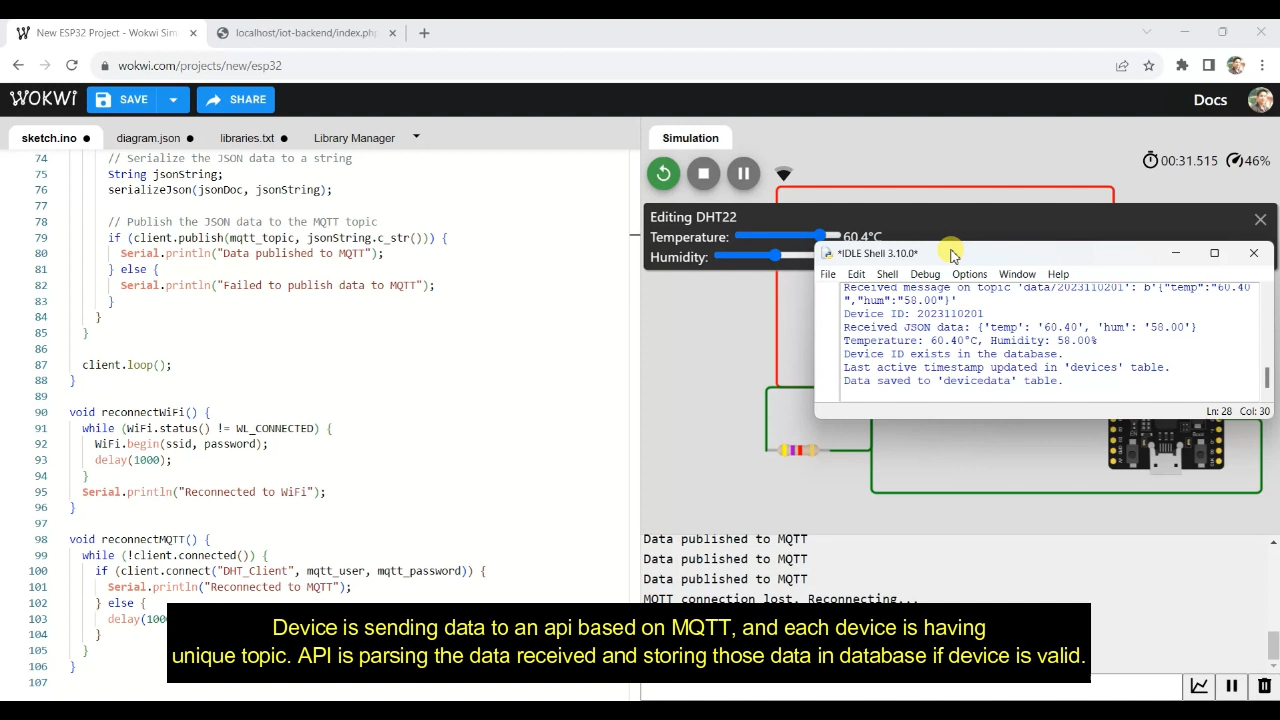 New ESP32 Project - Wokwi Sim
localhost/iot-backend/index.php
wokwi.com/projects/new/esp32
WOKWI
SAVE
SHARE
Docs
sketch.ino
diagram.json
libraries.txt
Library Manager
Simulation
74 // Serialize the JSON data to a string
75 String jsonString;
76 serializeJson(jsonDoc, jsonString);
77
78 // Publish the JSON data to the MQTT topic
79 if (client.publish(mqtt_topic, jsonString.c_str())) {
80 Serial.println("Data published to MQTT");
81 } else {
82 Serial.println("Failed to publish data to MQTT");
83 }
84 }
85 }
86
87 client.loop();
88 }
89
90 void reconnectWiFi() {
91 while (WiFi.status() != WL_CONNECTED) {
92 WiFi.begin(ssid, password);
93 delay(1000);
94 }
95 Serial.println("Reconnected to WiFi");
96 }
97
98 void reconnectMQTT() {
99 while (!client.connected()) {
100 if (client.connect("DHT_Client", mqtt_user, mqtt_password)) {
101 Serial.println("Reconnected to MQTT");
102 } else {
103 delay(100
104 }
105 }
106 }
107
00:31.515 46%
Editing DHT22
Temperature: 60.4°C
Humidity:
*IDLE Shell 3.10.0*
File Edit Shell Debug Options Window Help
Received message on topic 'data/2023110201': b'{"temp":"60.40
","hum":"58.00"}'
Device ID: 2023110201
Received JSON data: {'temp': '60.40', 'hum': '58.00'}
Temperature: 60.40°C, Humidity: 58.00%
Device ID exists in the database.
Last active timestamp updated in 'devices' table.
Data saved to 'devicedata' table.
Ln: 28 Col: 30
Data published to MQTT
Data published to MQTT
Data published to MQTT
MQTT connection lost. Reconnecting...
Device is sending data to an api based on MQTT, and each device is having
unique topic. API is parsing the data received and storing those data in database if device is valid.